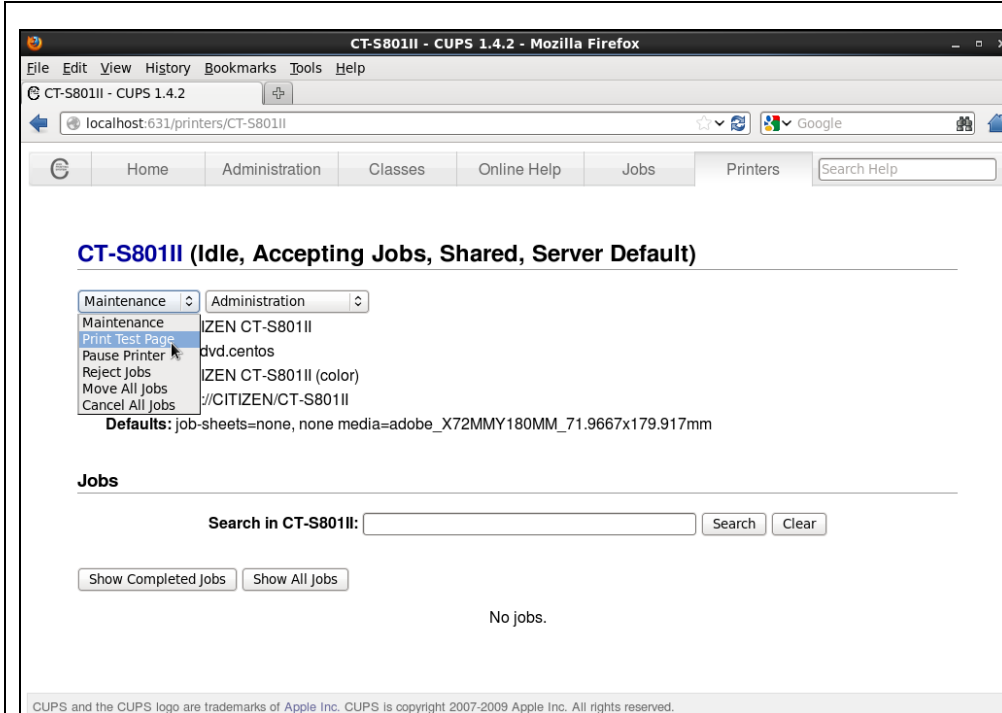 CT-S801II - CUPS 1.4.2 - Mozilla Firefox
File Edit View History Bookmarks Tools Help
CT-S801II - CUPS 1.4.2
localhost:631/printers/CT-S801II Google
Home Administration Classes Online Help Jobs Printers Search Help
CT-S801II (Idle, Accepting Jobs, Shared, Server Default)
Maintenance Administration
Maintenance IZEN CT-S801II
Print Test Page
Pause Printer dvd.centos
Reject Jobs IZEN CT-S801II (color)
Move All Jobs
Cancel All Jobs ://CITIZEN/CT-S801II
Defaults: job-sheets=none, none media=adobe_X72MMY180MM_71.9667x179.917mm
Jobs
Search in CT-S801II: Search Clear
Show Completed Jobs Show All Jobs
No jobs.
CUPS and the CUPS logo are trademarks of Apple Inc. CUPS is copyright 2007-2009 Apple Inc. All rights reserved.